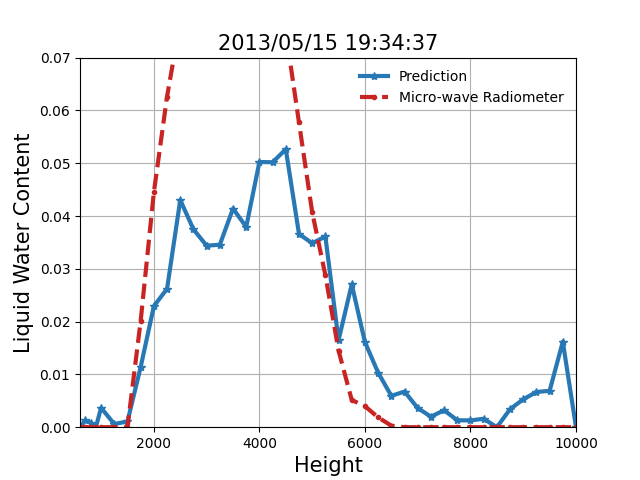 2013/05/15 19:34:37
Prediction
Micro-wave Radiometer
Liquid Water Content
0.07
0.06
0.05
0.04
0.03
0.02
0.01
0.00
2000 4000 6000 8000 10000
Height